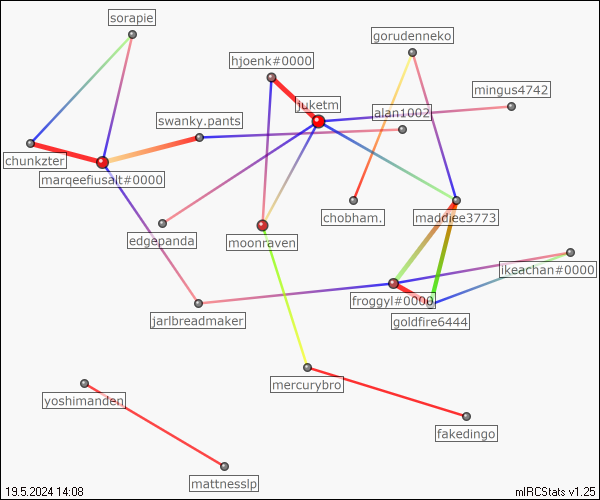 sorapie
gorudenneko
hjoenk#0000
mingus4742
juketm
alan1002
swanky.pants
chunkzter
marqeefiusalt#0000
chobham.
maddiee3773
edgepanda
moonraven
ikeachan#0000
froggyl#0000
jarlbreadmaker
goldfire6444
mercurybro
yoshimanden
fakedingo
mattnesslp
19.5.2024 14:08
mIRCStats v1.25